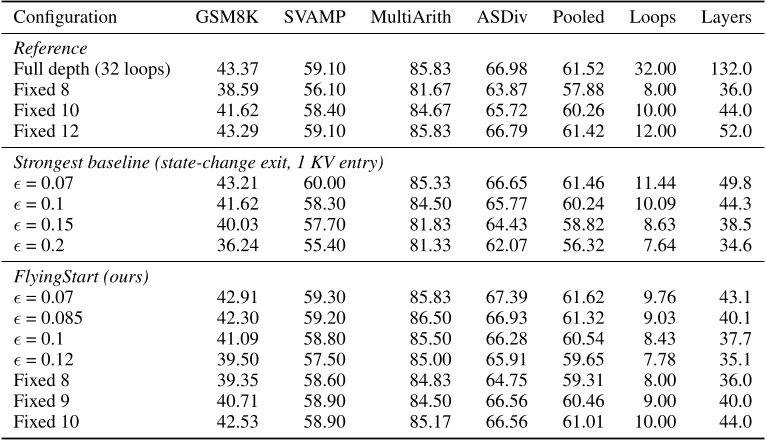 Configuration GSM8K SVAMP MultiArith ASDiv Pooled Loops Layers
Reference
Full depth (32 loops) 43.37 59.10 85.83 66.98 61.52 32.00 132.0
Fixed 8 38.59 56.10 81.67 63.87 57.88 8.00 36.0
Fixed 10 41.62 58.40 84.67 65.72 60.26 10.00 44.0
Fixed 12 43.29 59.10 85.83 66.79 61.42 12.00 52.0
Strongest baseline (state-change exit, 1 KV entry)
ϵ = 0.07 43.21 60.00 85.33 66.65 61.46 11.44 49.8
ϵ = 0.1 41.62 58.30 84.50 65.77 60.24 10.09 44.3
ϵ = 0.15 40.03 57.70 81.83 64.43 58.82 8.63 38.5
ϵ = 0.2 36.24 55.40 81.33 62.07 56.32 7.64 34.6
FlyingStart (ours)
ϵ = 0.07 42.91 59.30 85.83 67.39 61.62 9.76 43.1
ϵ = 0.085 42.30 59.20 86.50 66.93 61.32 9.03 40.1
ϵ = 0.1 41.09 58.80 85.50 66.28 60.54 8.43 37.7
ϵ = 0.12 39.50 57.50 85.00 65.91 59.65 7.78 35.1
Fixed 8 39.35 58.60 84.83 64.75 59.31 8.00 36.0
Fixed 9 40.71 58.90 84.50 66.56 60.46 9.00 40.0
Fixed 10 42.53 58.90 85.17 66.56 61.01 10.00 44.0